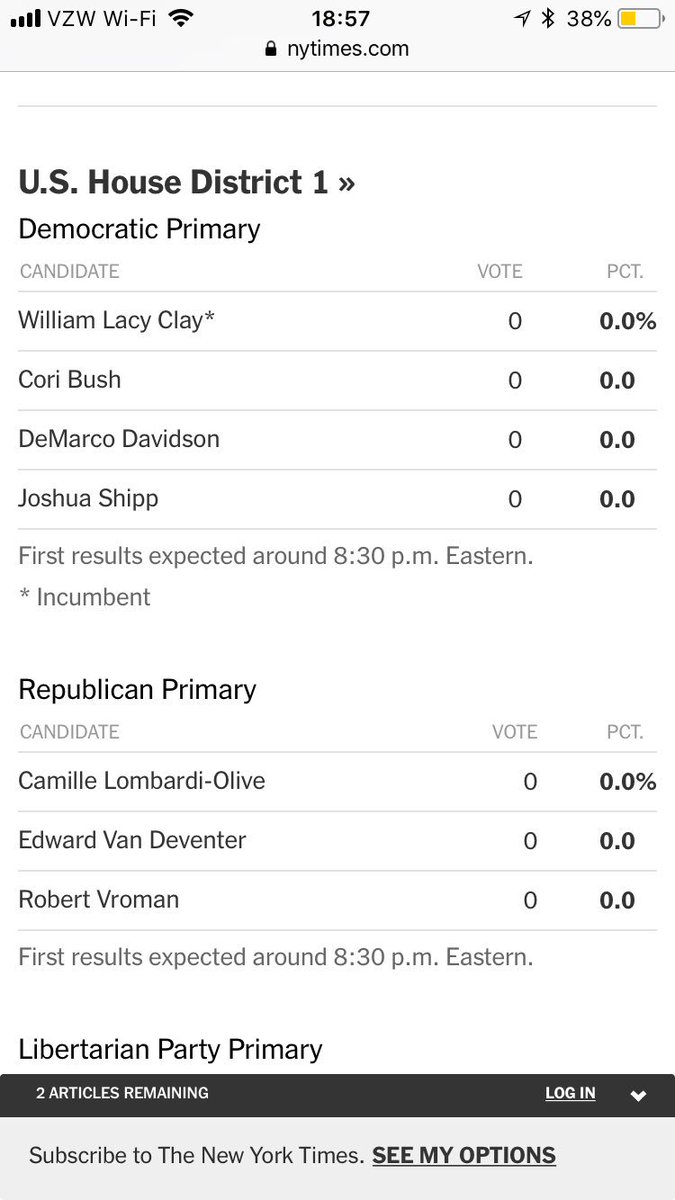 VZW Wi-Fi 18:57 38%
nytimes.com
U.S. House District 1 »
Democratic Primary
CANDIDATE VOTE PCT.
William Lacy Clay* 0 0.0%
Cori Bush 0 0.0
DeMarco Davidson 0 0.0
Joshua Shipp 0 0.0
First results expected around 8:30 p.m. Eastern.
* Incumbent
Republican Primary
CANDIDATE VOTE PCT.
Camille Lombardi-Olive 0 0.0%
Edward Van Deventer 0 0.0
Robert Vroman 0 0.0
First results expected around 8:30 p.m. Eastern.
Libertarian Party Primary
2 ARTICLES REMAINING LOG IN
Subscribe to The New York Times. SEE MY OPTIONS